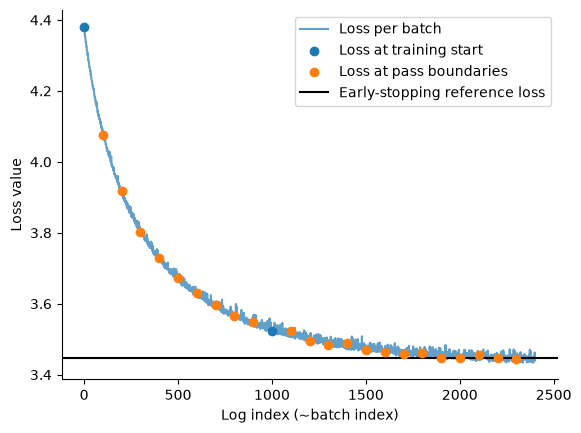 4.4
4.2
4.0
3.8
3.6
3.4
Loss value
Loss per batch
Loss at training start
Loss at pass boundaries
Early-stopping reference loss
0
500
1000
1500
2000
2500
Log index (~batch index)